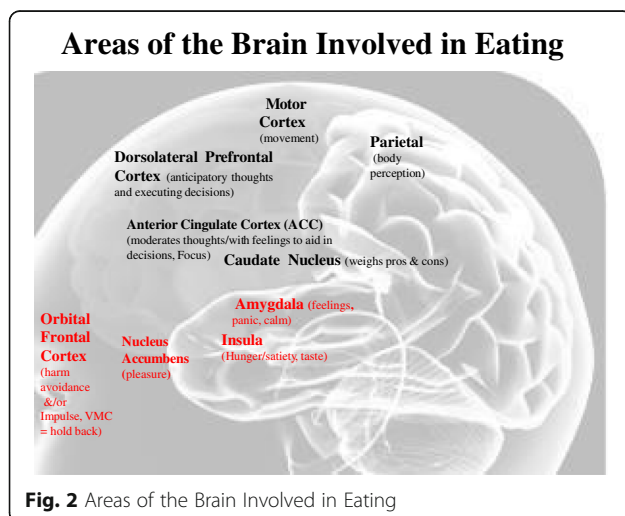 Areas of the Brain Involved in Eating
Motor
Cortex
(movement)
Parietal
(body
perception)
Dorsolateral Prefrontal
Cortex (anticipatory thoughts
and executing decisions)
Anterior Cingulate Cortex (ACC)
(moderates thoughts/with feelings to aid in
decisions, Focus)
Caudate Nucleus (weighs pros & cons)
Amygdala (feelings,
panic, calm)
Orbital
Frontal
Cortex
(harm
avoidance
&/or
Impulse, VMC
= hold back)
Nucleus
Accumbens
(pleasure)
Insula
(Hunger/satiety, taste)
Fig. 2 Areas of the Brain Involved in Eating